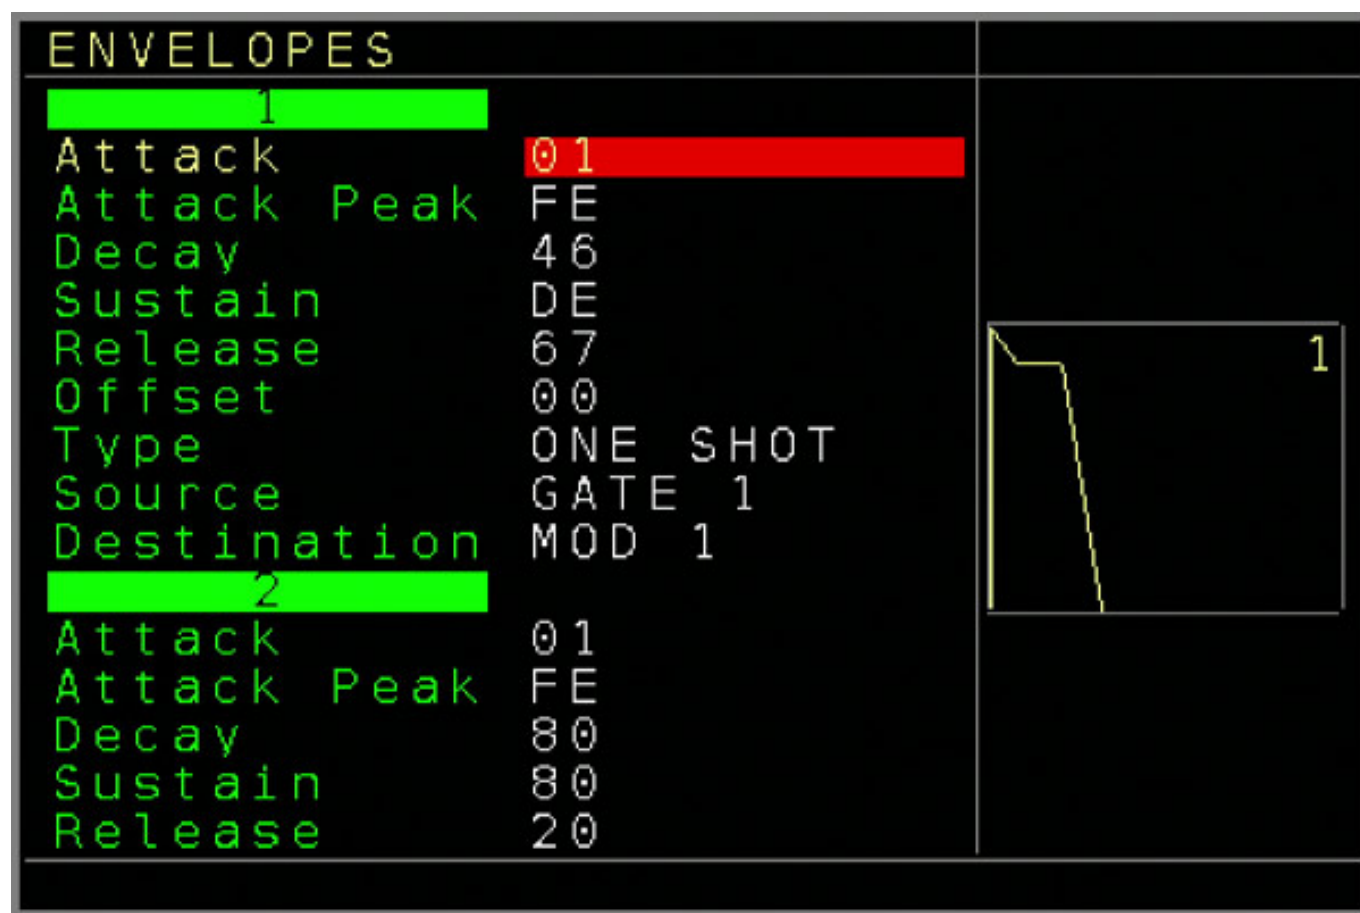 ENVELOPES
1
Attack 01
Attack Peak FE
Decay 46
Sustain DE
Release 67
Offset 00
Type ONE SHOT
Source GATE 1
Destination MOD 1
1
2
Attack 01
Attack Peak FE
Decay 80
Sustain 80
Release 20